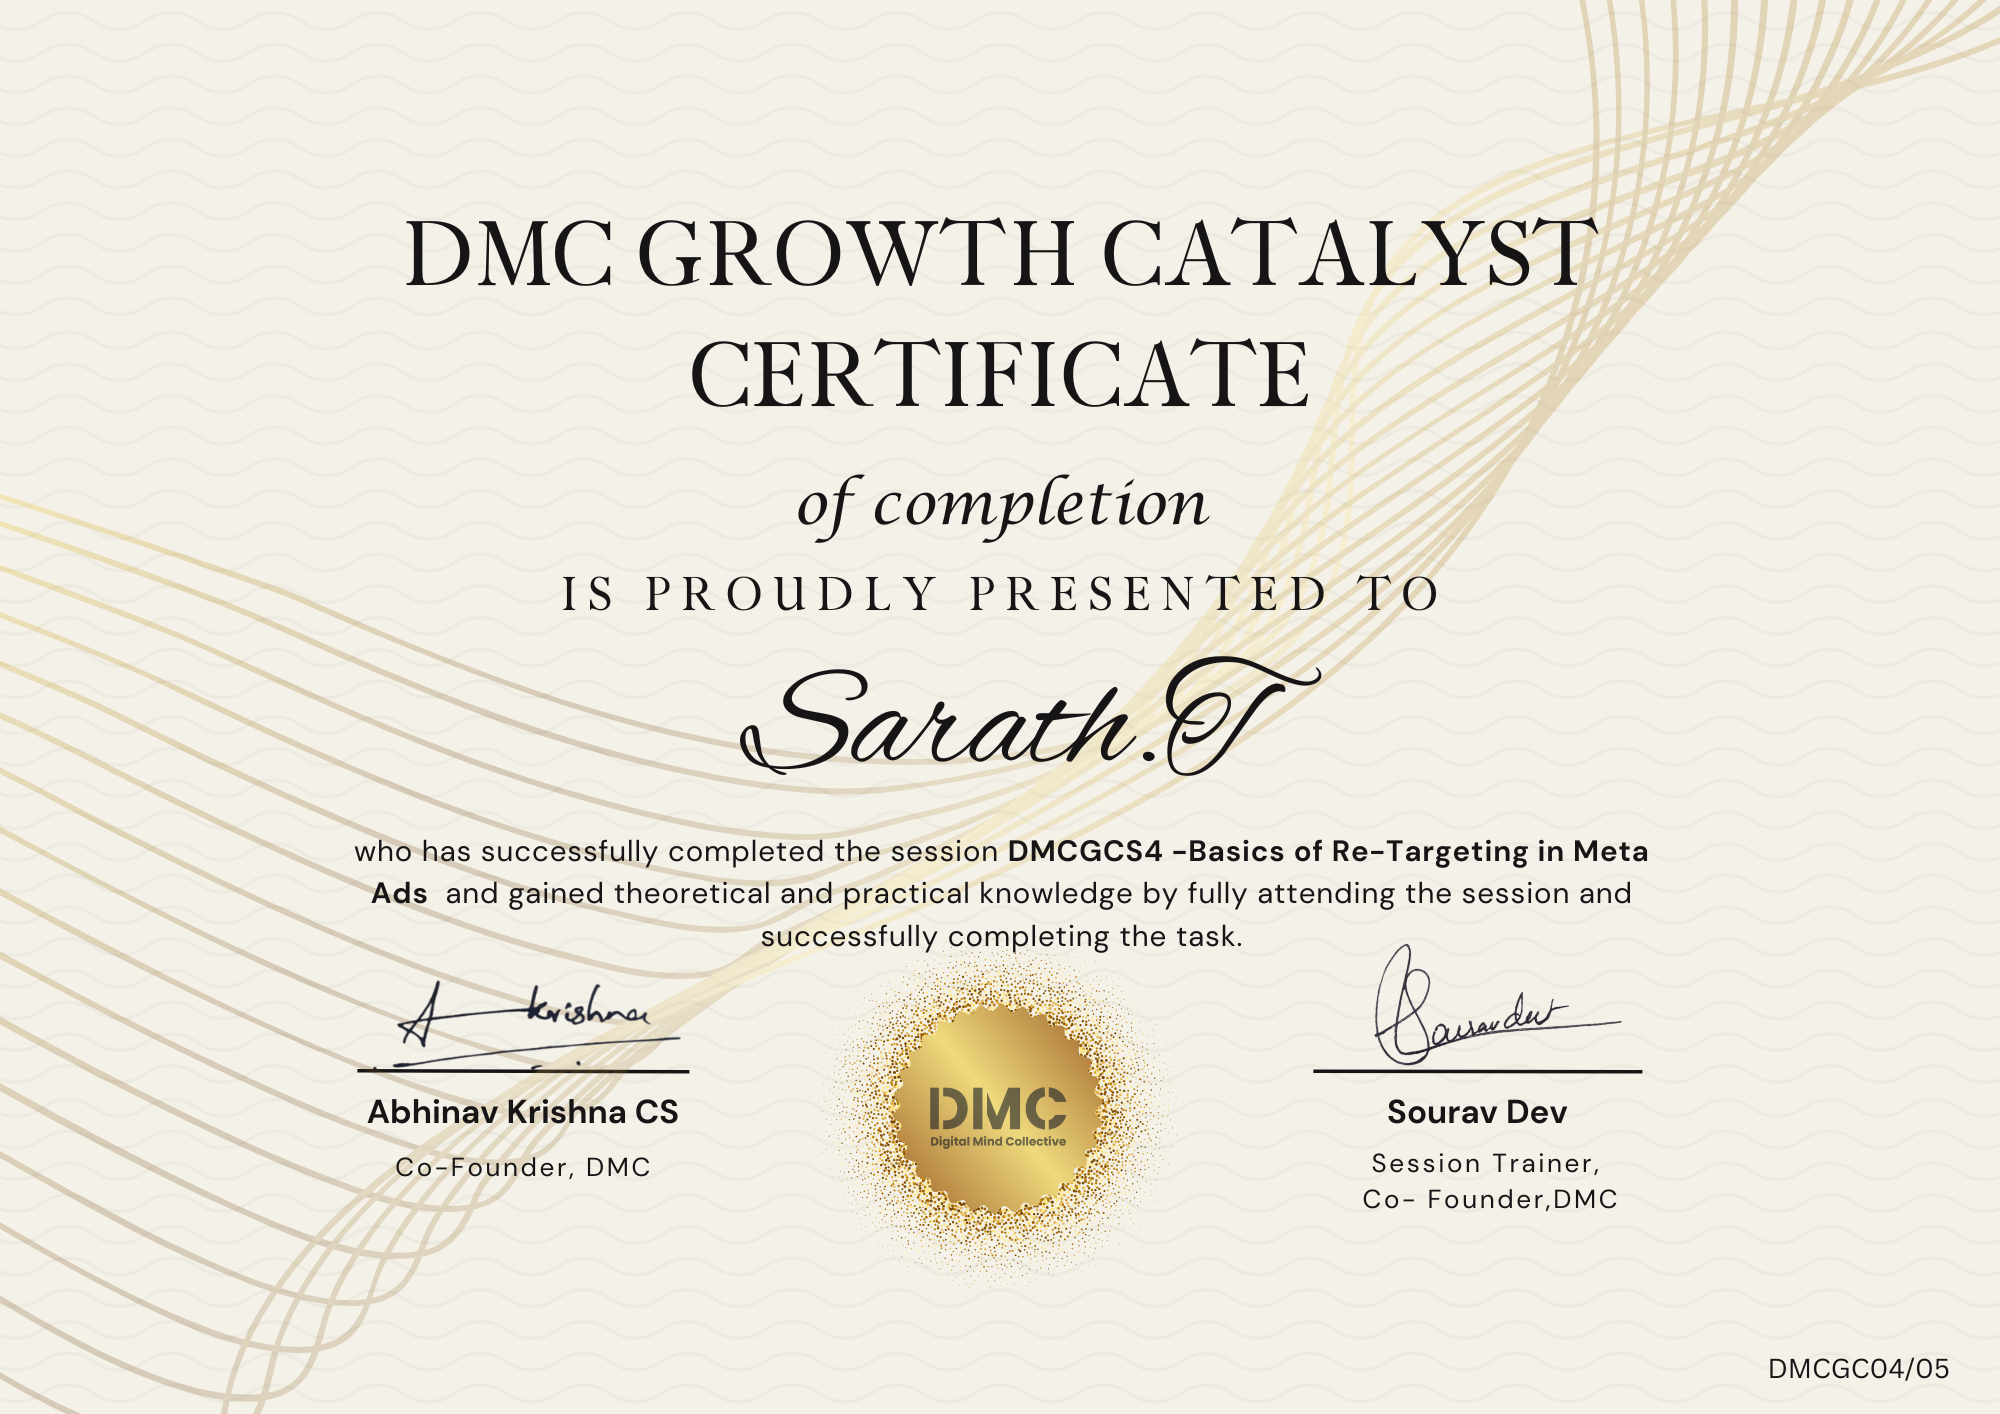 DMC GROWTH CATALYST
CERTIFICATE
of completion
IS PROUDLY PRESENTED TO
Sarath.T
who has successfully completed the session DMCGCS4 -Basics of Re-Targeting in Meta
Ads and gained theoretical and practical knowledge by fully attending the session and
successfully completing the task.
A krishna
Souravdev
Abhinav Krishna CS
Co-Founder, DMC
DMC
Digital Mind Collective
Sourav Dev
Session Trainer,
Co- Founder,DMC
DMCGC04/05